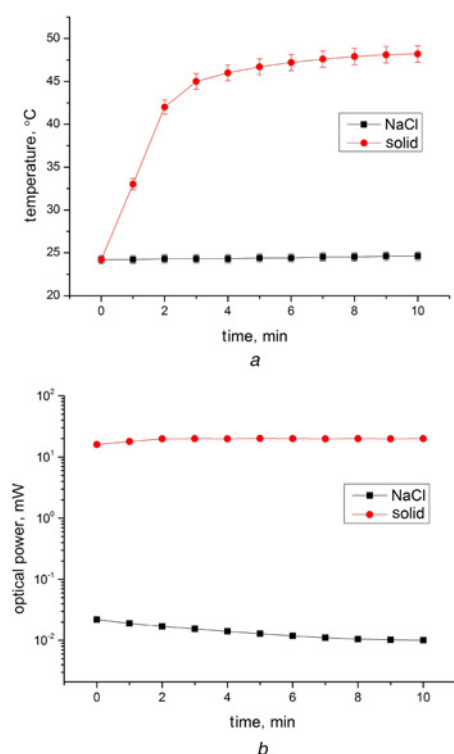 50
45
40
35
30
25
20
temperature, °C
NaCl
solid
0 2 4 6 8 10
time, min
a
10²
10¹
10⁰
10⁻¹
10⁻²
optical power, mW
NaCl
solid
0 2 4 6 8 10
time, min
b